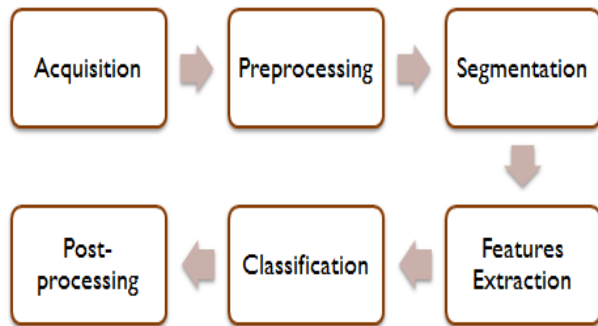 Acquisition
Preprocessing
Segmentation
Features
Extraction
Classification
Post-
processing